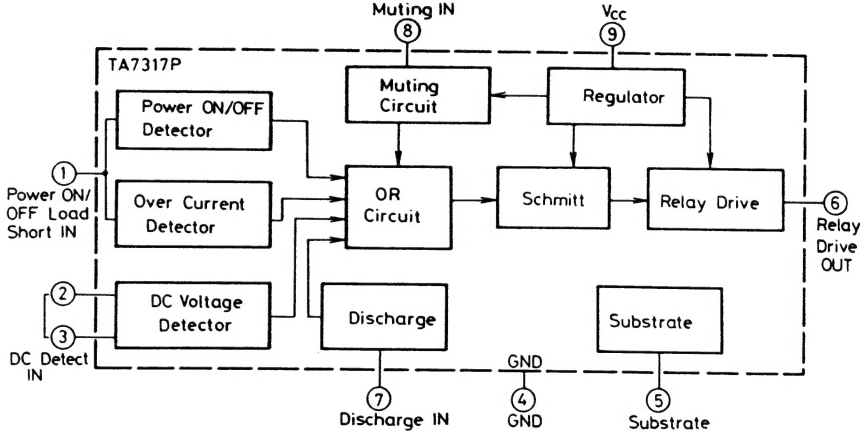 Muting IN
8
Vcc
9
TA7317P
Power ON/OFF
Detector
Muting
Circuit
Regulator
1
Power ON/
OFF Load
Short IN
Over Current
Detector
OR
Circuit
Schmitt
Relay Drive
6
Relay
Drive
OUT
2
3
DC Detect
IN
DC Voltage
Detector
Discharge
Substrate
GND
7
Discharge IN
4
GND
5
Substrate